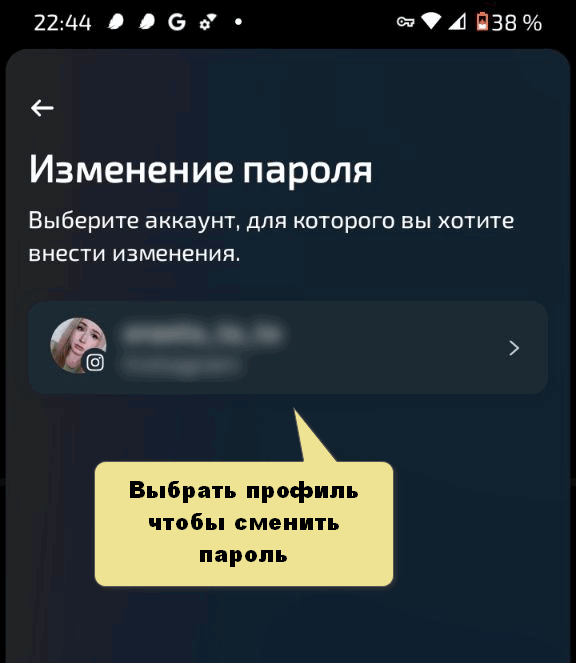 22:44
38 %
Изменение пароля
Выберите аккаунт, для которого вы хотите
внести изменения.
Выбрать профиль
чтобы сменить
пароль